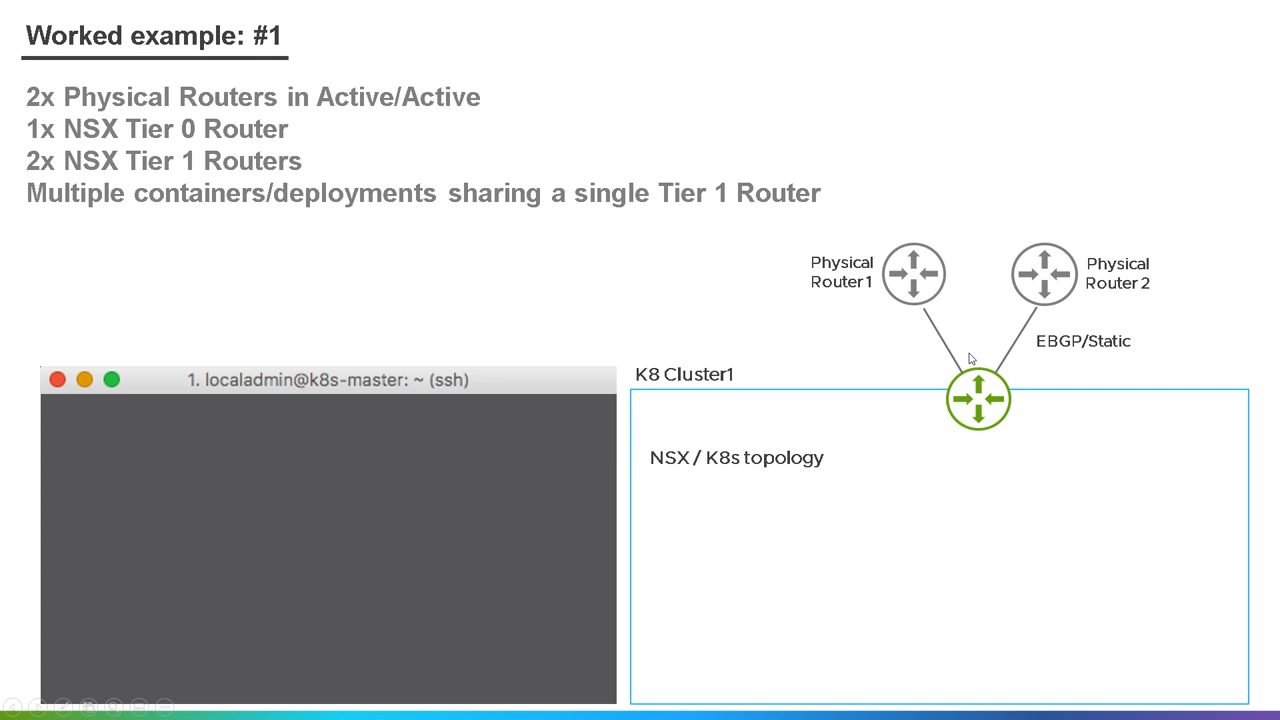 Worked example: #1
2x Physical Routers in Active/Active
1x NSX Tier 0 Router
2x NSX Tier 1 Routers
Multiple containers/deployments sharing a single Tier 1 Router
Physical
Router 1
Physical
Router 2
EBGP/Static
1. localadmin@k8s-master: ~ (ssh)
K8 Cluster1
NSX / K8s topology